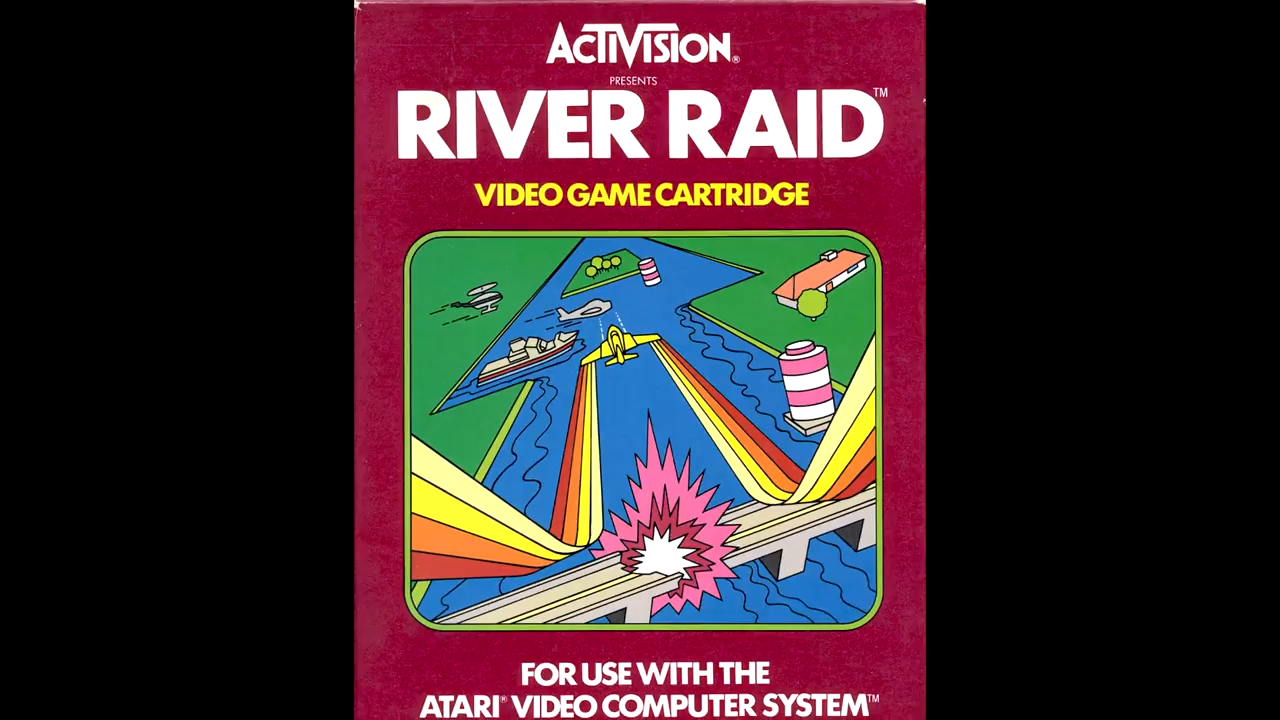 ACTIVISION®
PRESENTS
RIVER RAID™
VIDEO GAME CARTRIDGE
FOR USE WITH THE
ATARI® VIDEO COMPUTER SYSTEM™